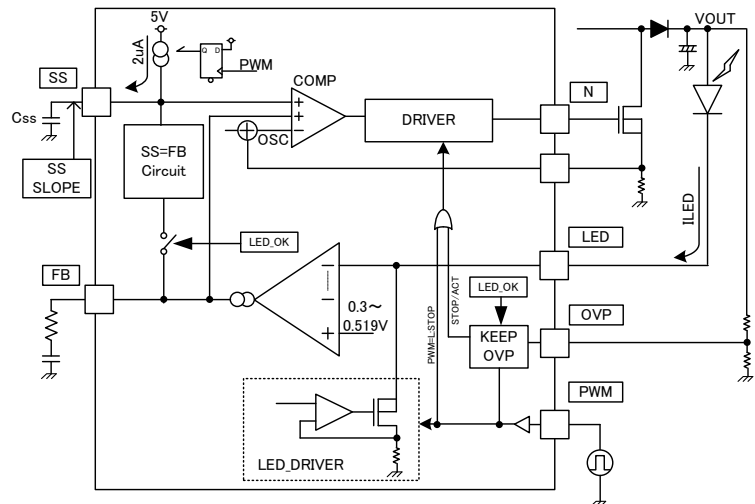 5V
2uA
Q
D
PWM
SS
Css
SS
SLOPE
SS=FB
Circuit
COMP
OSC
DRIVER
N
VOUT
ILED
LED_OK
FB
LED
0.3～
0.519V
PWM=L:STOP
STOP/ACT
LED_OK
KEEP
OVP
OVP
PWM
LED_DRIVER